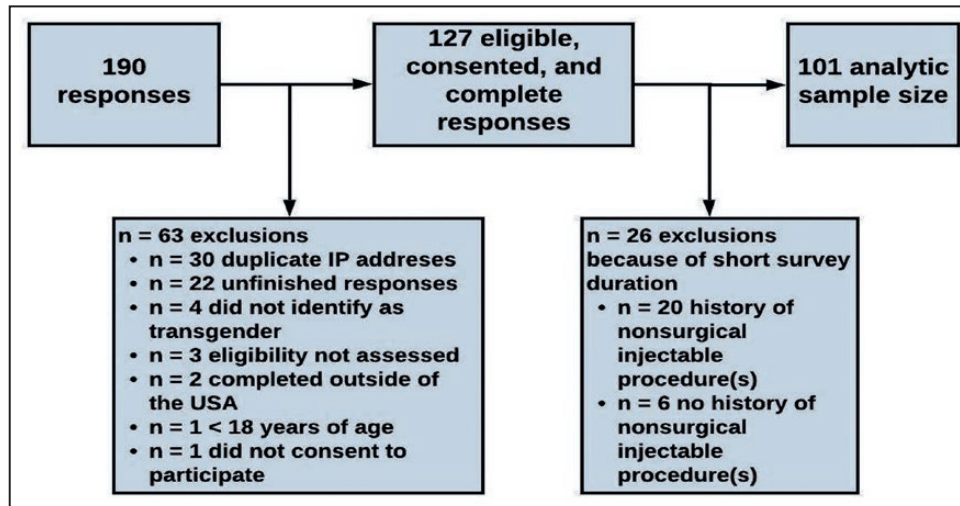 190
responses
127 eligible,
consented, and
complete
responses
101 analytic
sample size
n = 63 exclusions
• n = 30 duplicate IP addreses
• n = 22 unfinished responses
• n = 4 did not identify as
transgender
• n = 3 eligibility not assessed
• n = 2 completed outside of
the USA
• n = 1 < 18 years of age
• n = 1 did not consent to
participate
n = 26 exclusions
because of short survey
duration
• n = 20 history of
nonsurgical
injectable
procedure(s)
• n = 6 no history of
nonsurgical
injectable
procedure(s)